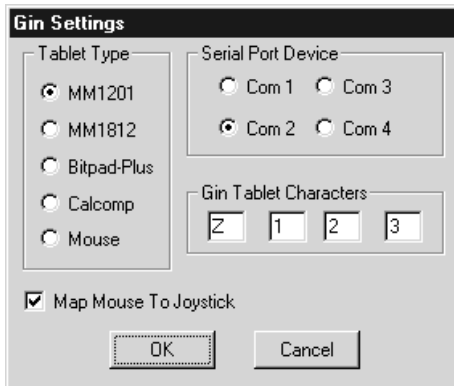 Gin Settings
Tablet Type
MM1201
MM1812
Bitpad-Plus
Calcomp
Mouse
Serial Port Device
Com 1 Com 3
Com 2 Com 4
Gin Tablet Characters
Z 1 2 3
Map Mouse To Joystick
OK Cancel